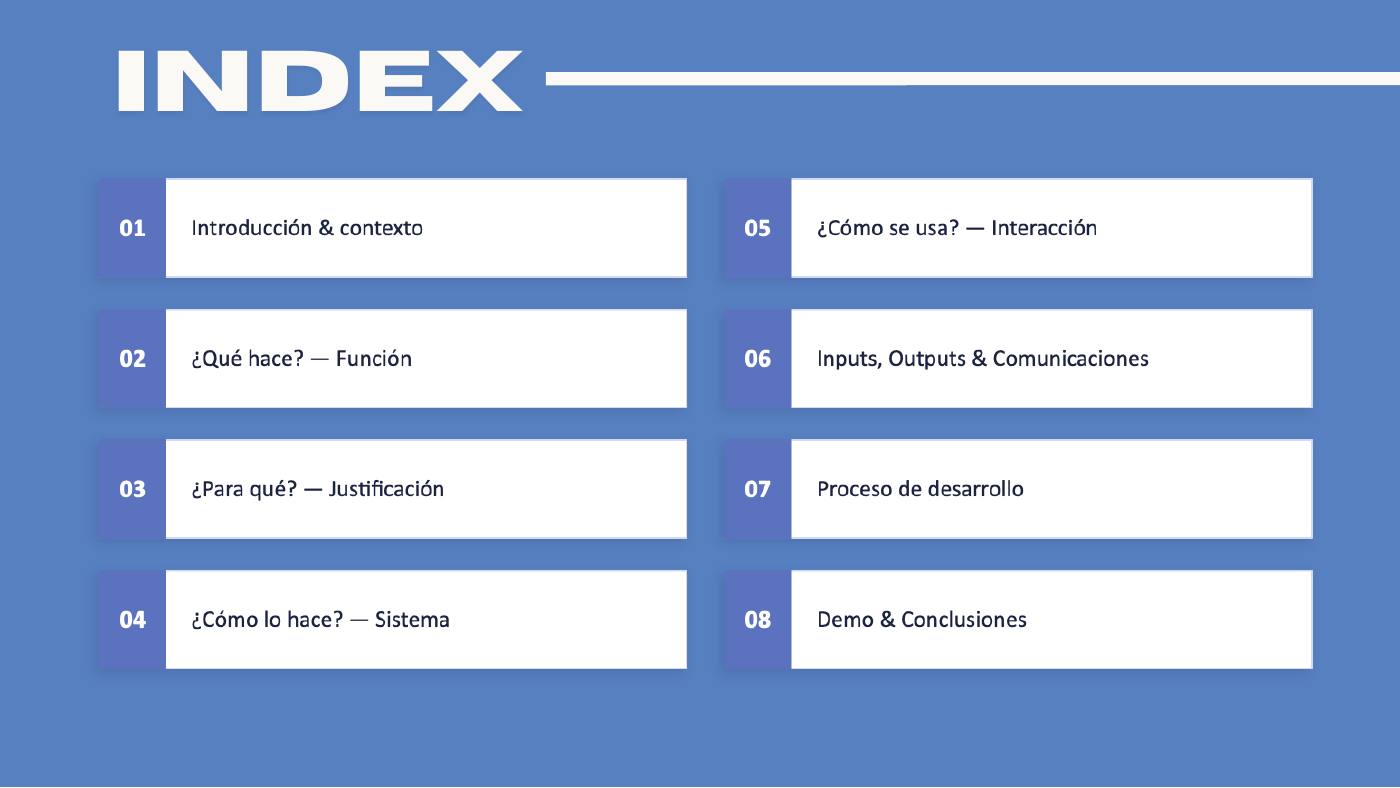 INDEX
01
Introducción & contexto
02
¿Qué hace? — Función
03
¿Para qué? — Justificación
04
¿Cómo lo hace? — Sistema
05
¿Cómo se usa? — Interacción
06
Inputs, Outputs & Comunicaciones
07
Proceso de desarrollo
08
Demo & Conclusiones